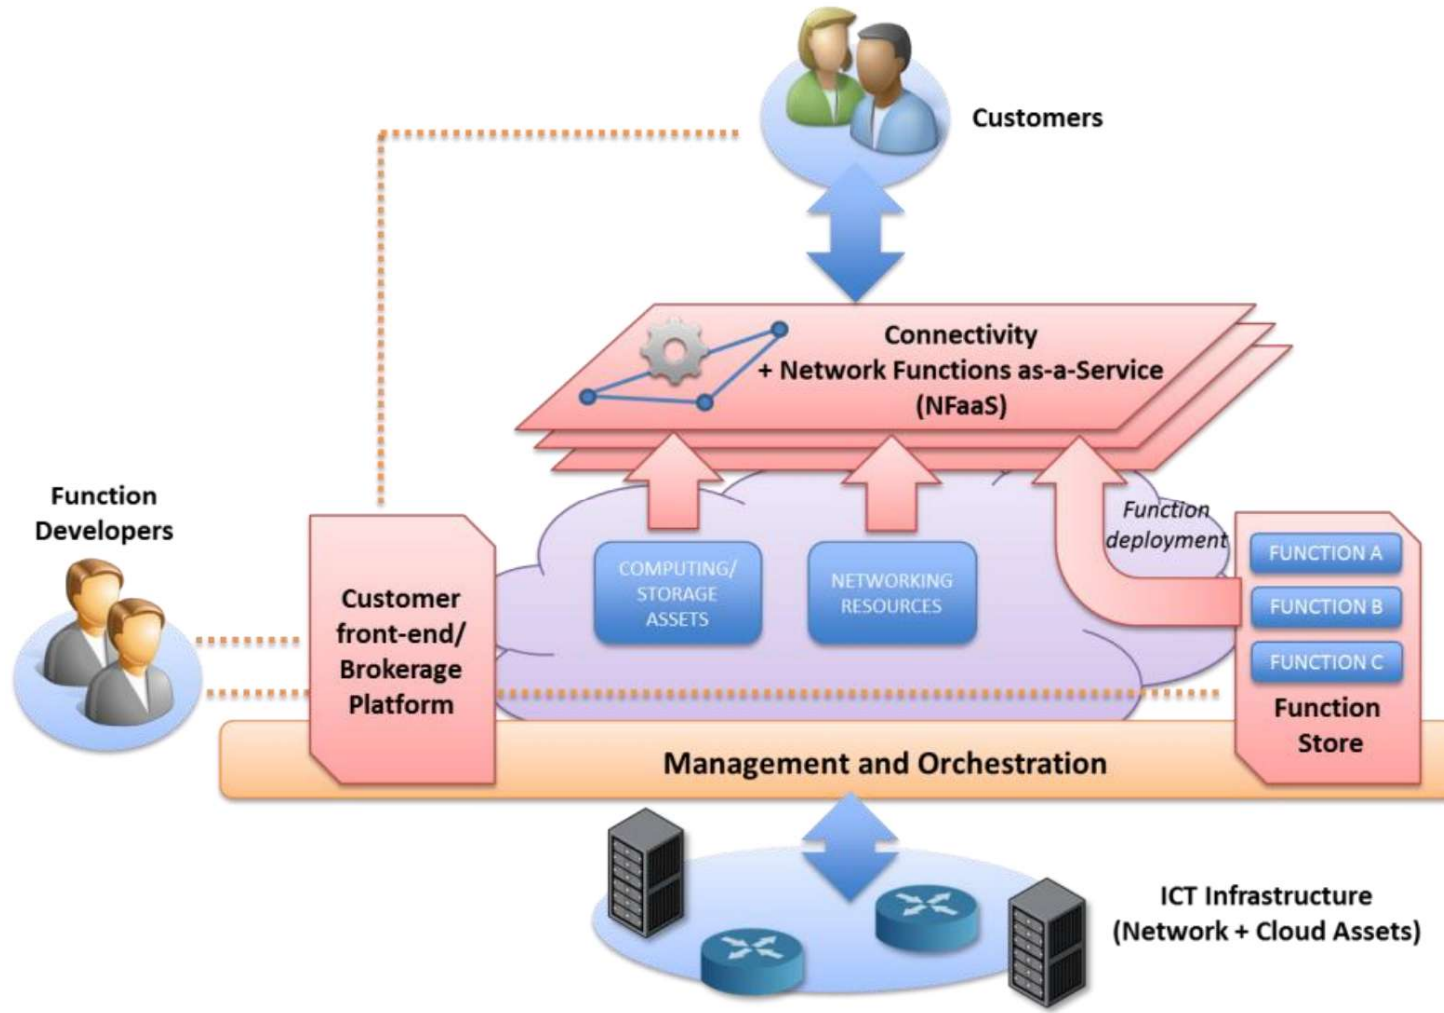 Customers
Connectivity
+ Network Functions as-a-Service
(NFaaS)
Function
Developers
Customer
front-end/
Brokerage
Platform
COMPUTING/
STORAGE
ASSETS
NETWORKING
RESOURCES
Function
deployment
FUNCTION A
FUNCTION B
FUNCTION C
Function
Store
Management and Orchestration
ICT Infrastructure
(Network + Cloud Assets)